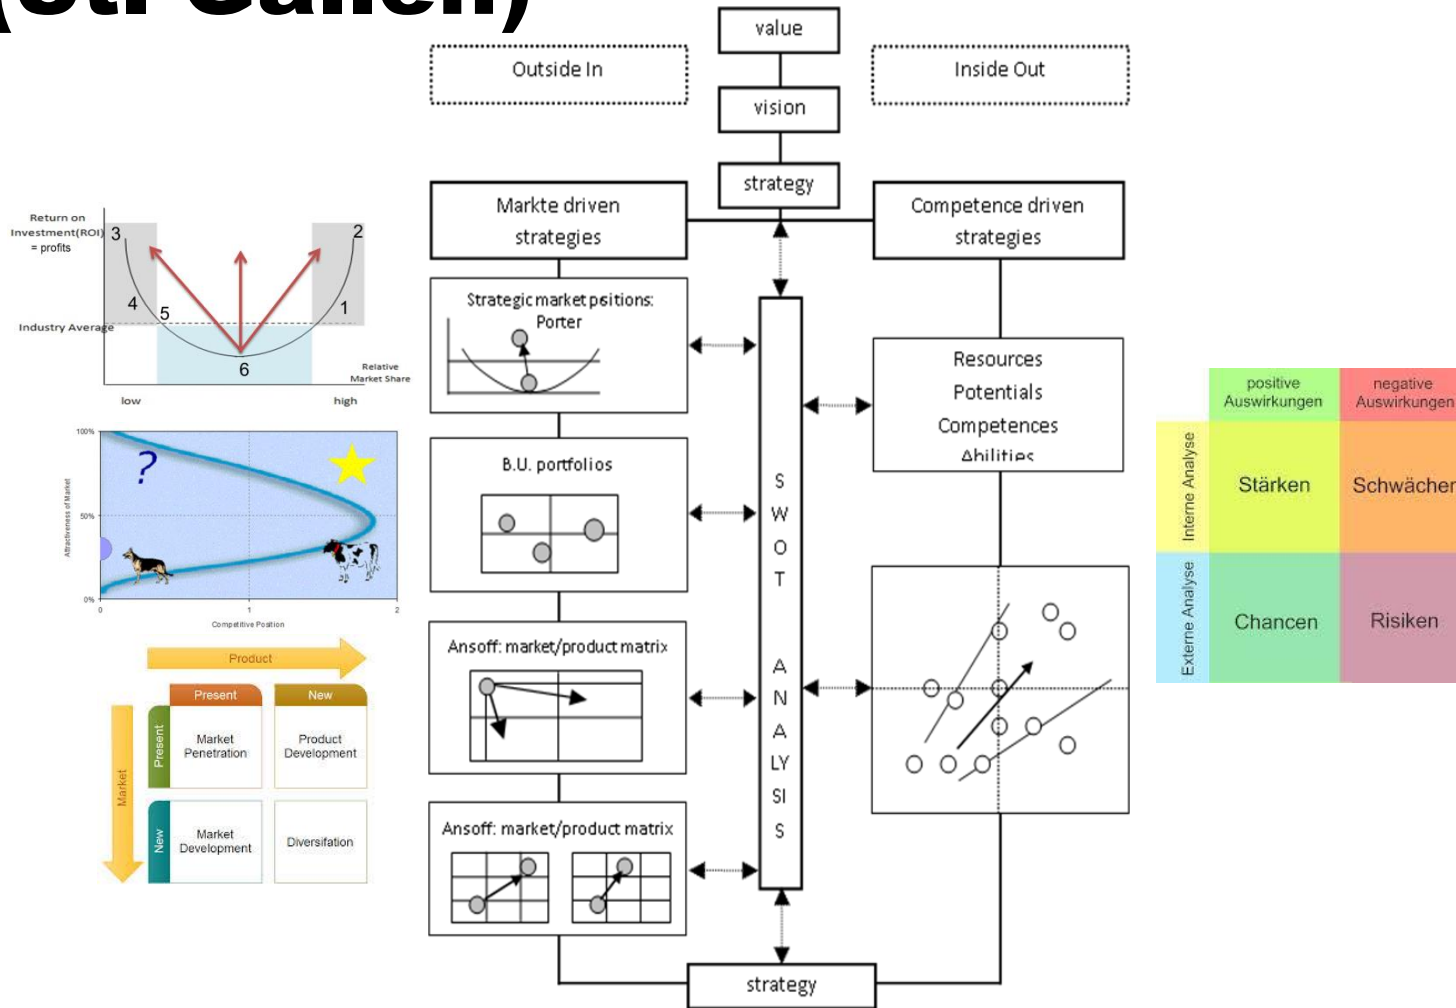 (St. Gallen)
value
Outside In
Inside Out
vision
strategy
Markte driven
strategies
Competence driven
strategies
Return on
Investment(ROI)
= profits
3
2
4
5
1
Industry Average
6
Relative
Market Share
low
high
Strategic market psitions:
Porter
Resources
Potentials
Competences
Abilities
positive
Auswirkungen
negative
Auswirkungen
Interne Analyse
Stärken
Schwächen
Externe Analyse
Chancen
Risiken
100%
50%
0%
?
Attractiveness of Market
0
1
2
Competitive Position
B.U. portfolios
S
W
O
T
A
N
A
LY
SI
S
Product
Present
New
Market
Present
Market
Penetration
Product
Development
New
Market
Development
Diversifation
Ansoff: market/product matrix
Ansoff: market/product matrix
strategy